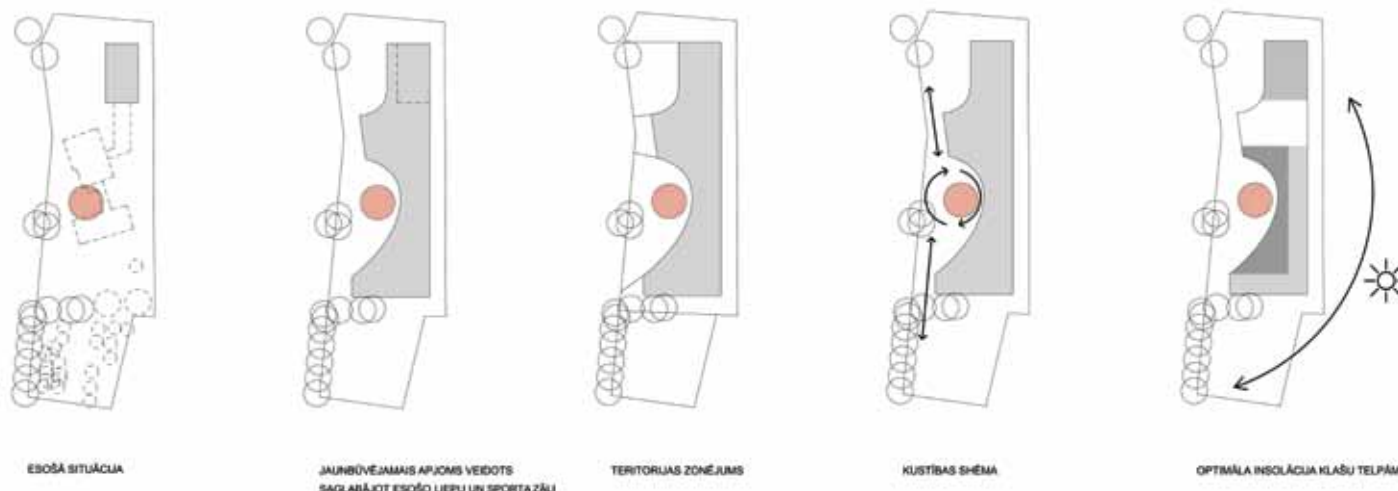 ESOŠĀ SITUĀCIJA
JAUNBŪVĒJAMAIS APJOMS VEIDOTS
SAGLABĀJOT ESOŠO LIEPU UN SPORTA ZĀLI
TERITORIJAS ZONĒJUMS
KUSTĪBAS SHĒMA
OPTIMĀLA INSOLĀCIJA KLAŠU TELPĀM